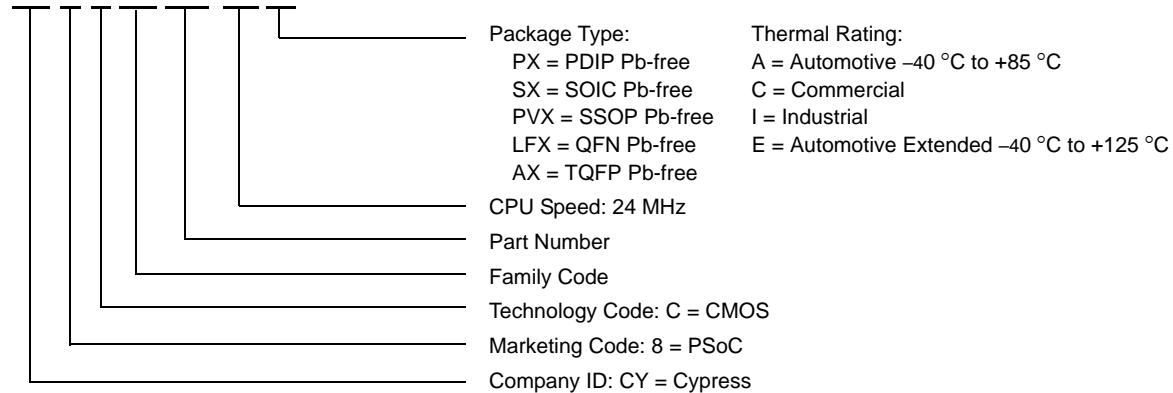 Package Type: Thermal Rating:
PX = PDIP Pb-free A = Automotive –40 °C to +85 °C
SX = SOIC Pb-free C = Commercial
PVX = SSOP Pb-free I = Industrial
LFX = QFN Pb-free E = Automotive Extended –40 °C to +125 °C
AX = TQFP Pb-free
CPU Speed: 24 MHz
Part Number
Family Code
Technology Code: C = CMOS
Marketing Code: 8 = PSoC
Company ID: CY = Cypress